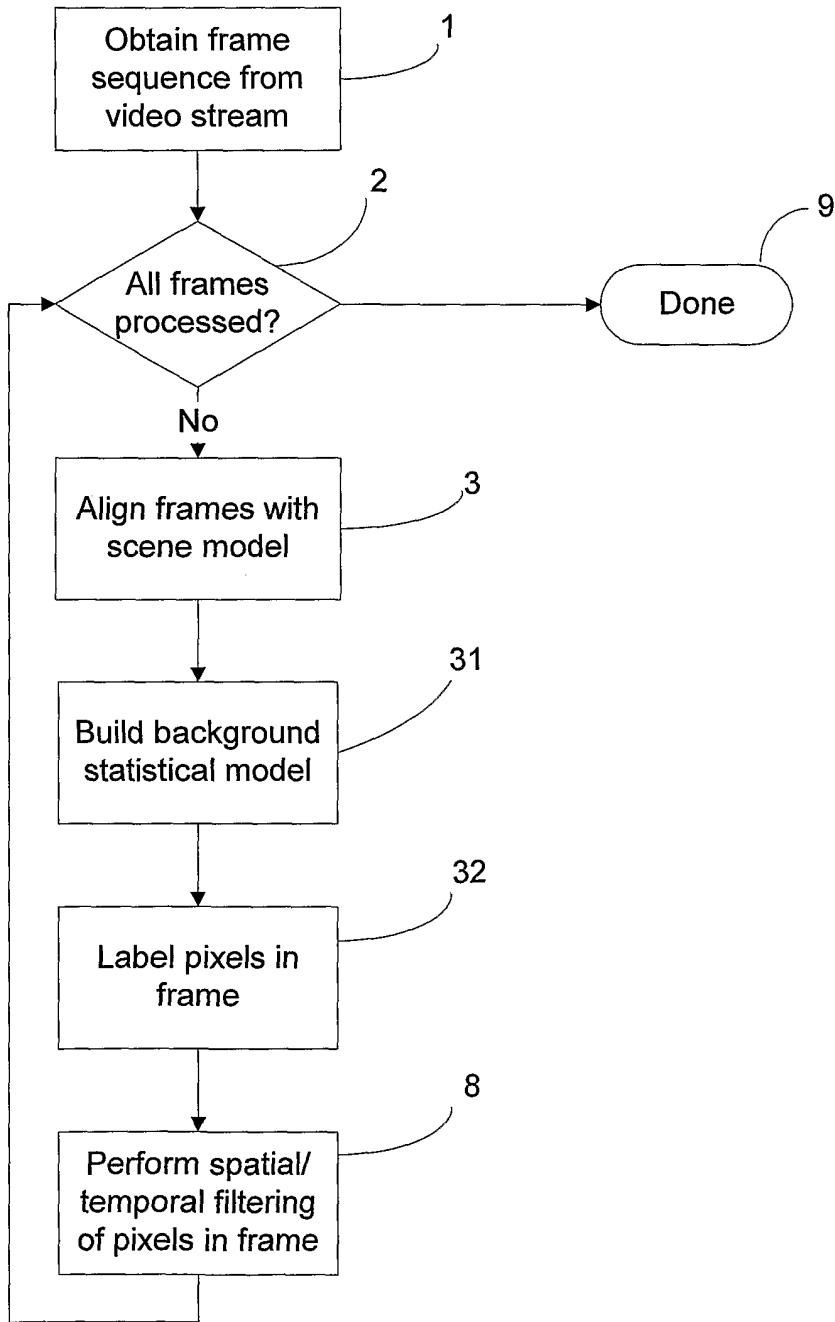 Obtain frame
sequence from
video stream
1
2
All frames
processed?
9
Done
No
Align frames with
scene model
3
Build background
statistical model
31
Label pixels in
frame
32
Perform spatial/
temporal filtering
of pixels in frame
8